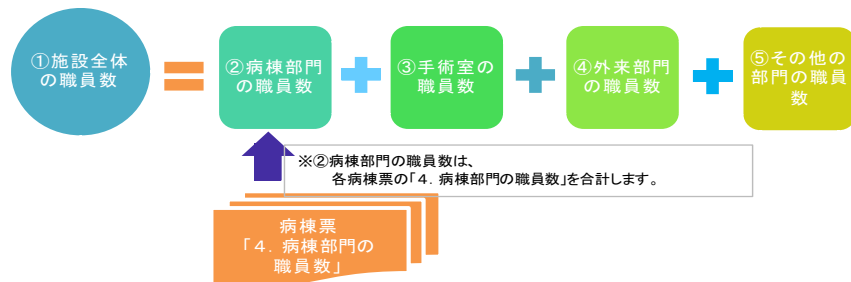 ①施設全体
の職員数
②病棟部門
の職員数
③手術室の
職員数
④外来部門
の職員数
⑤その他の
部門の職員
数
※②病棟部門の職員数は、
各病棟票の「４．病棟部門の職員数」を合計します。
病棟票
「４．病棟部門の
職員数」